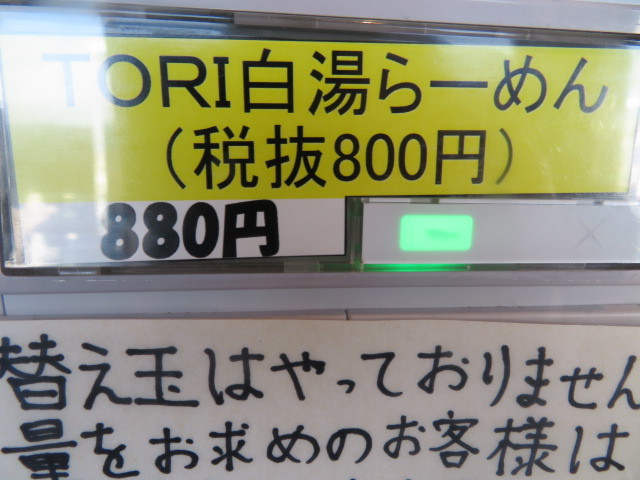 TORI白湯らーめん
（税抜800円）
880円
替え玉はやっておりません
量をお求めのお客様は